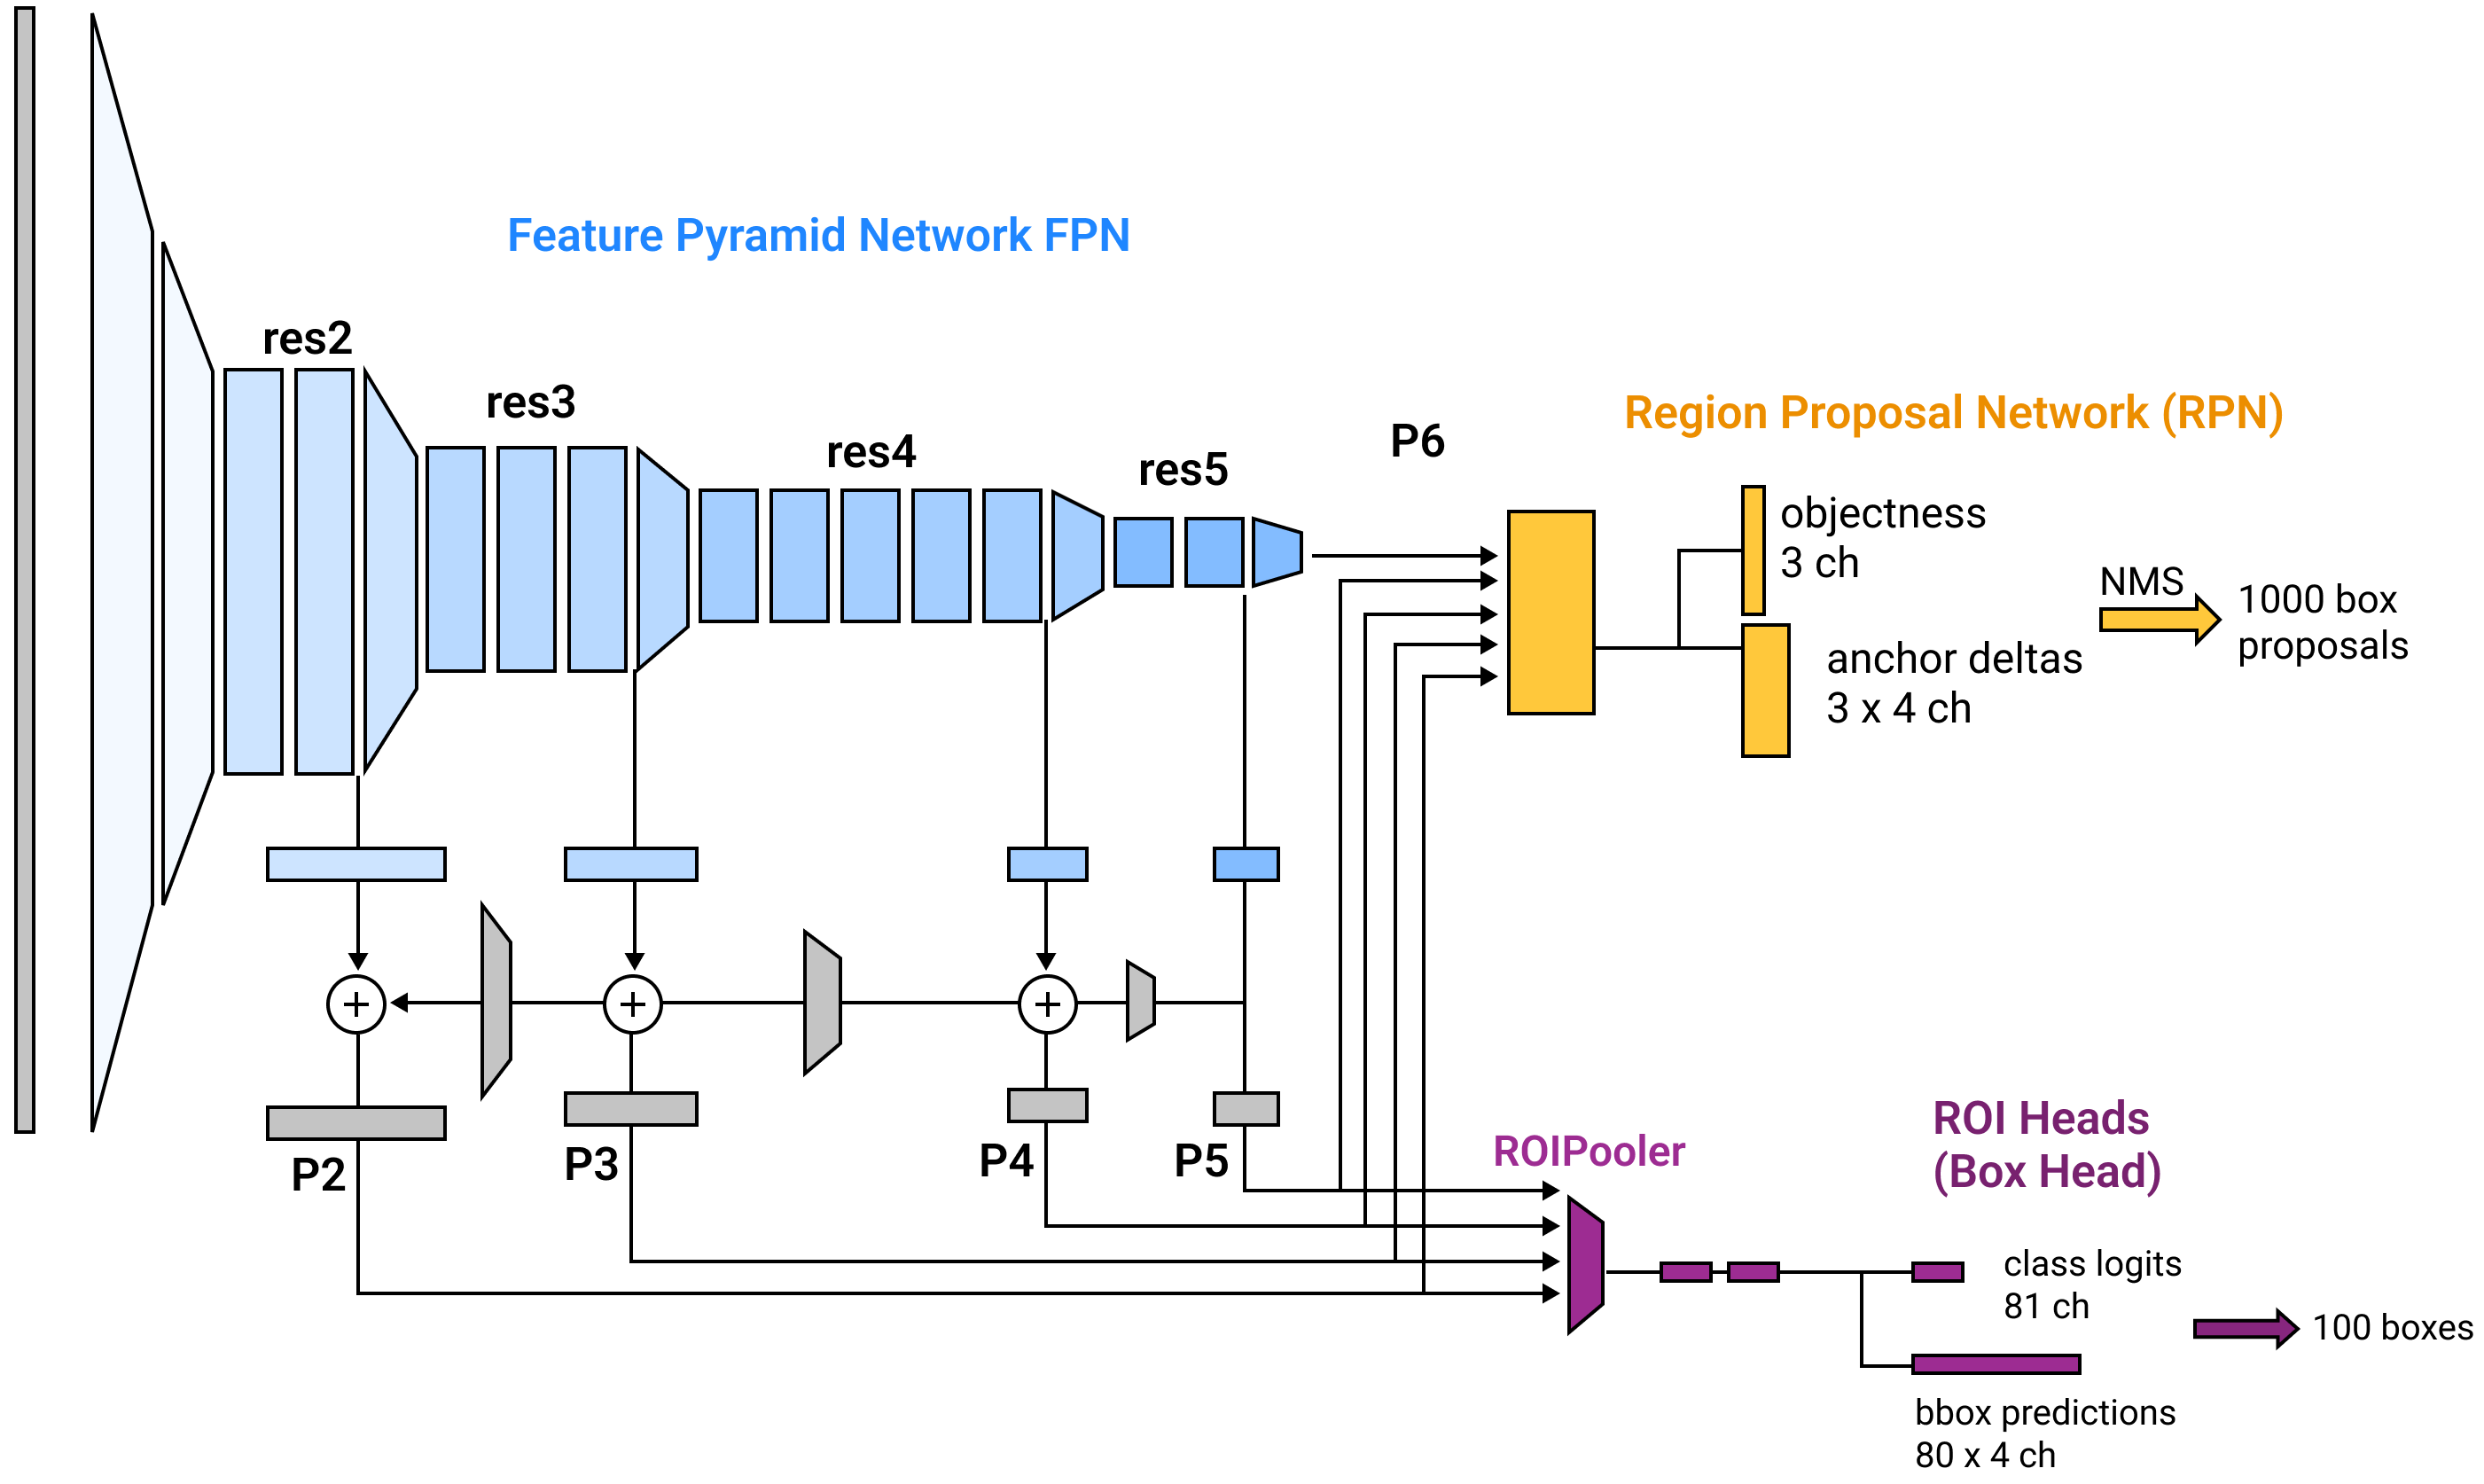 Feature Pyramid Network FPN
res2
res3
res4
res5
P6
Region Proposal Network (RPN)
objectness
3 ch
anchor deltas
3 x 4 ch
NMS
1000 box
proposals
+
+
+
P2
P3
P4
P5
ROIPooler
ROI Heads
(Box Head)
class logits
81 ch
100 boxes
bbox predictions
80 x 4 ch